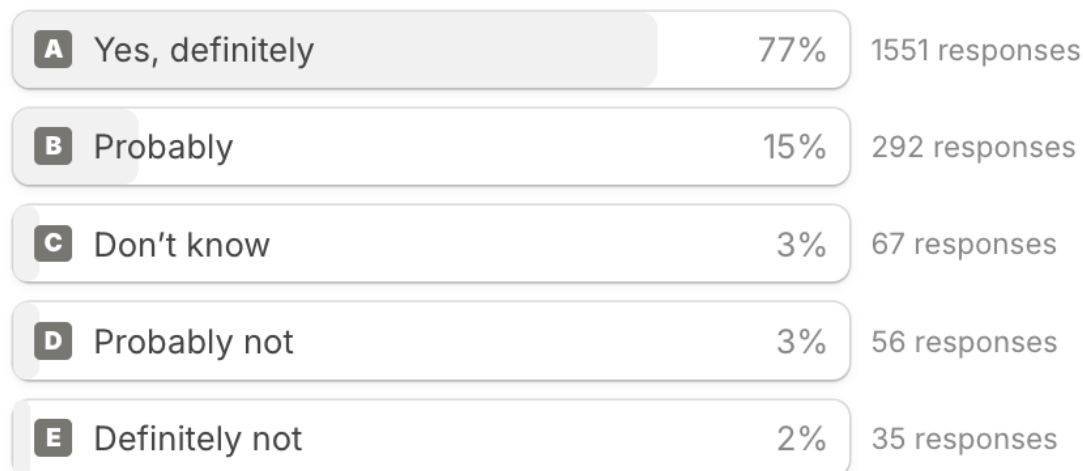 A Yes, definitely 77% 1551 responses
B Probably 15% 292 responses
C Don’t know 3% 67 responses
D Probably not 3% 56 responses
E Definitely not 2% 35 responses